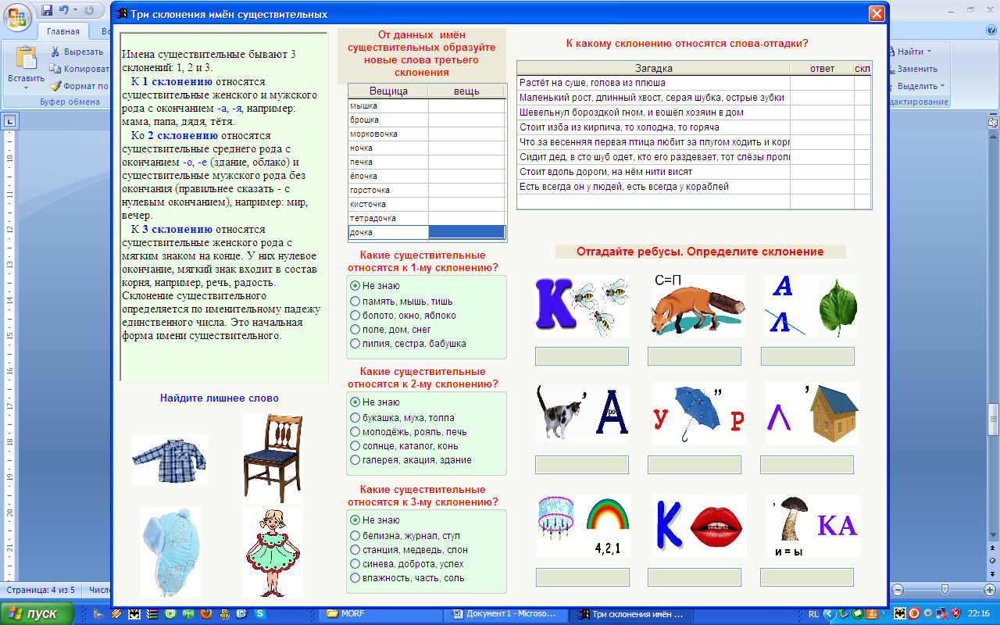 Три склонения имён существительных
Главная
Вырезать
Вставить
Формат по
Буфер обмена
Найти
Заменить
Выделить
Имена существительные бывают 3
склонений: 1, 2 и 3.
К 1 склонению относятся
существительные женского и мужского
рода с окончанием -а, -я, например:
мама, папа, дядя, тётя.
Ко 2 склонению относятся
существительные среднего рода с
окончанием -о, -е (здание, облако) и
существительные мужского рода без
окончания (правильнее сказать - с
нулевым окончанием), например: мир,
вечер.
К 3 склонению относятся
существительные женского рода с
мягким знаком на конце. У них нулевое
окончание, мягкий знак входит в состав
корня, например, речь, радость.
Склонение существительного
определяется по именительному падежу
единственного числа. Это начальная
форма имени существительного.
Найдите лишнее слово
От данных имён
существительных образуйте
новые слова третьего
склонения
Вещица вещь
мышка
брошка
морковочка
ночка
печка
ёлочка
горсточка
кисточка
тетрадочка
дочка
Какие существительные
относятся к 1-му склонению?
Не знаю
память, мышь, тишь
болото, окно, яблоко
поле, дом, снег
лилия, сестра, бабушка
Какие существительные
относятся к 2-му склонению?
Не знаю
букашка, муха, толпа
молодёжь, рояль, печь
солнце, каталог, конь
галерея, акация, здание
Какие существительные
относятся к 3-му склонению?
Не знаю
белизна, журнал, стул
станция, медведь, слон
синева, доброта, успех
влажность, часть, соль
К какому склонению относятся слова-отгадки?
Загадка ответ скл
Растёт на суше, голова из плюша
Маленький рост, длинный хвост, серая шубка, острые зубки
Шевельнул бороздкой гном, и вошёл хозяин в дом
Стоит изба из кирпича, то холодна, то горяча
Что за весенняя первая птица любит за плугом ходить и корм
Сидит дед, в сто шуб одет, кто его раздевает, тот слёзы проли
Стоит вдоль дороги, на нём нити висят
Есть всегда он у людей, есть всегда у кораблей
Отгадайте ребусы. Определите склонение
К
С=П
А
Л
, А ро
У ,, Р
Л ,
4,2,1
К
, КА
и = ы
Страница: 4 из 5
пуск
MORF
Документ1 - Microso...
Три склонения имён ...
RU
22:16